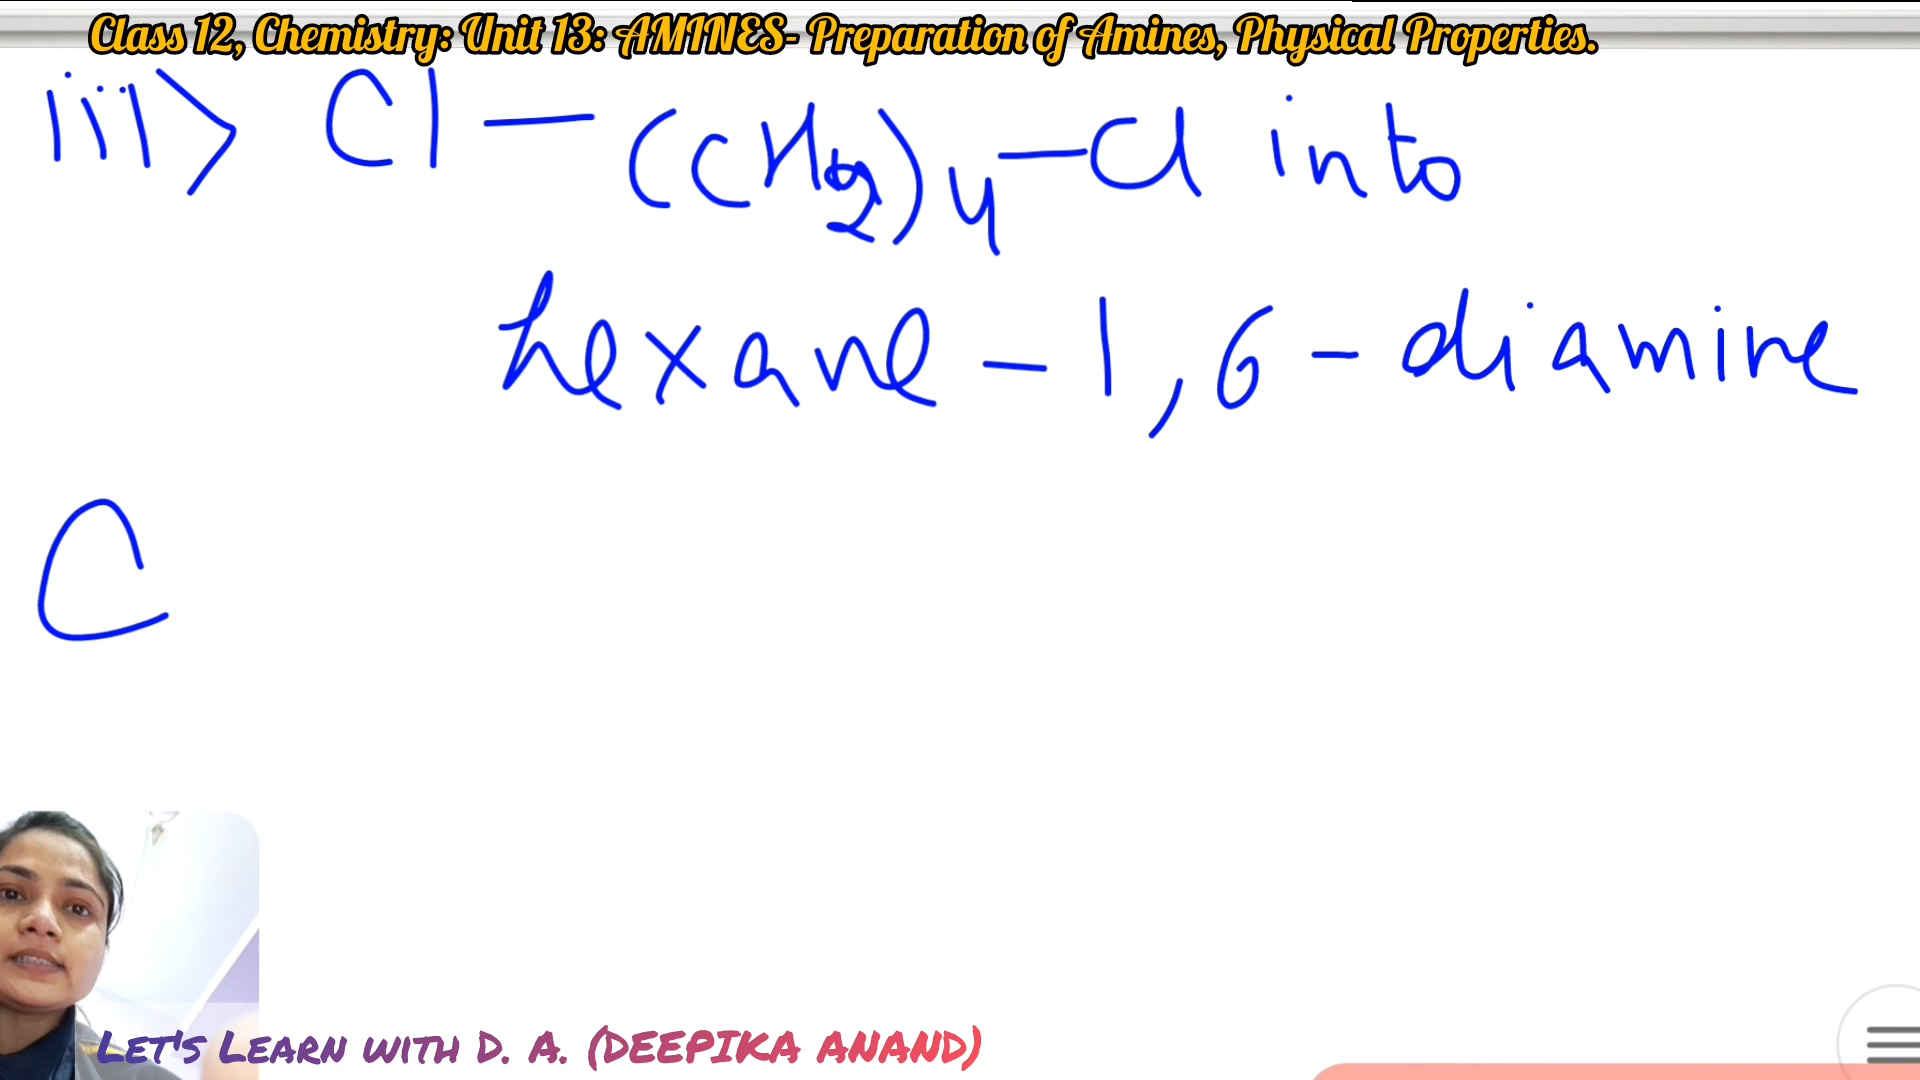 Class 12, Chemistry: Unit 13: AMINES- Preparation of Amines, Physical Properties.
iii> Cl – (CH2)4 – Cl into
hexane – 1, 6 – diamine
C
LET'S LEARN WITH D. A. (DEEPIKA ANAND)